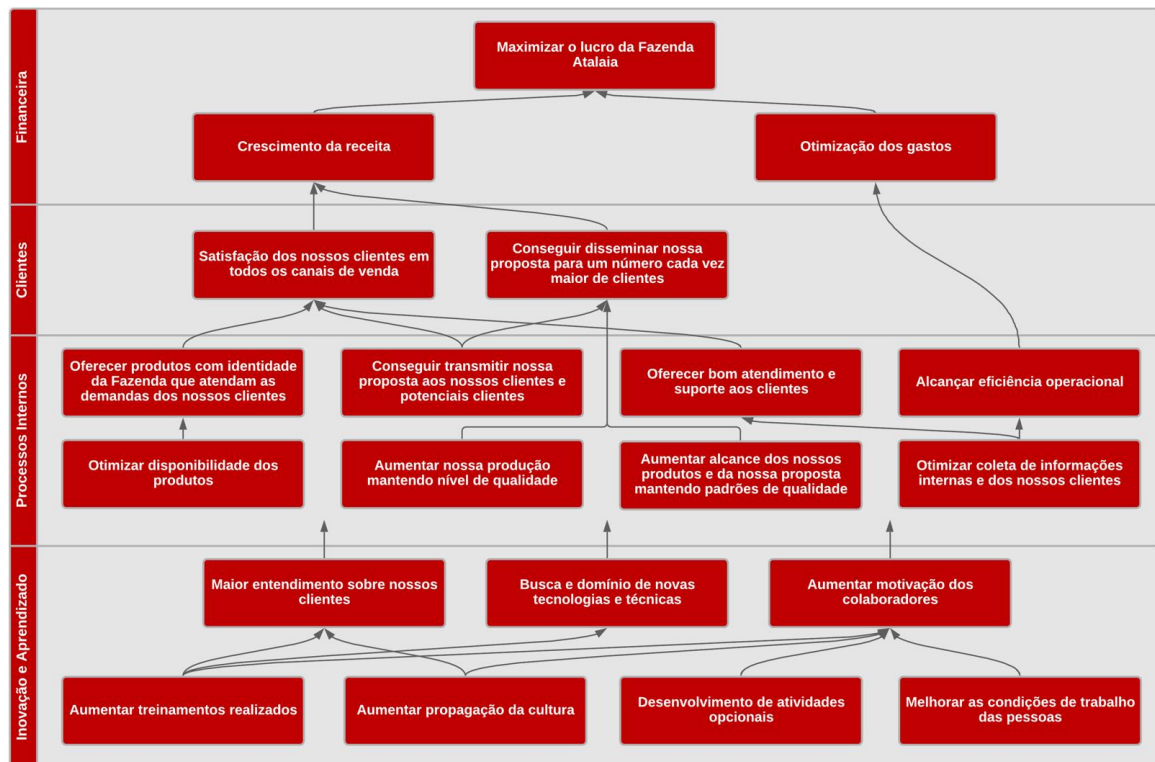 Financeira
Maximizar o lucro da Fazenda
Atalaia
Crescimento da receita
Otimização dos gastos
Clientes
Satisfação dos nossos clientes em
todos os canais de venda
Conseguir disseminar nossa
proposta para um número cada vez
maior de clientes
Processos Internos
Oferecer produtos com identidade
da Fazenda que atendam as
demandas dos nossos clientes
Conseguir transmitir nossa
proposta aos nossos clientes e
potenciais clientes
Oferecer bom atendimento e
suporte aos clientes
Alcançar eficiência operacional
Otimizar disponibilidade dos
produtos
Aumentar nossa produção
mantendo nível de qualidade
Aumentar alcance dos nossos
produtos e da nossa proposta
mantendo padrões de qualidade
Otimizar coleta de informações
internas e dos nossos clientes
Inovação e Aprendizado
Maior entendimento sobre nossos
clientes
Busca e domínio de novas
tecnologias e técnicas
Aumentar motivação dos
colaboradores
Aumentar treinamentos realizados
Aumentar propagação da cultura
Desenvolvimento de atividades
opcionais
Melhorar as condições de trabalho
das pessoas